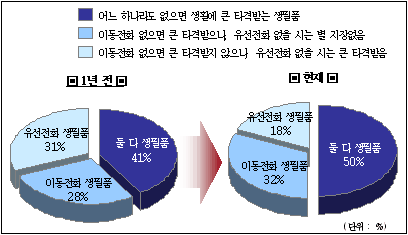 어느 하나라도 없으면 생활에 큰 타격받는 생필품
이동전화 없으면 큰 타격받으나, 유선전화 없을 시는 별 지장없음
이동전화 없으면 큰 타격받지 않으나, 유선전화 없을 시는 큰 타격받음
1년 전
현재
유선전화 생필품
31%
둘 다 생필품
41%
이동전화 생필품
28%
유선전화 생필품
18%
둘 다 생필품
50%
이동전화 생필품
32%
(단위 : %)